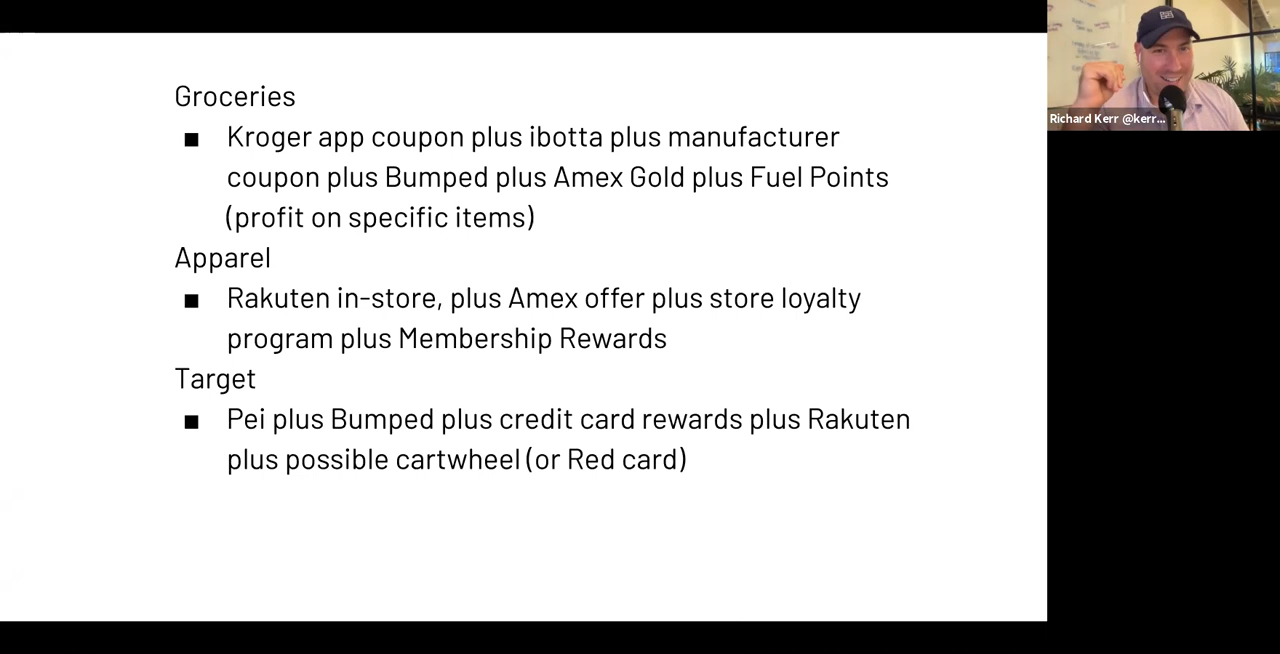 Groceries
■ Kroger app coupon plus ibotta plus manufacturer
coupon plus Bumped plus Amex Gold plus Fuel Points
(profit on specific items)
Apparel
■ Rakuten in-store, plus Amex offer plus store loyalty
program plus Membership Rewards
Target
■ Pei plus Bumped plus credit card rewards plus Rakuten
plus possible cartwheel (or Red card)
Richard Kerr @kerr...